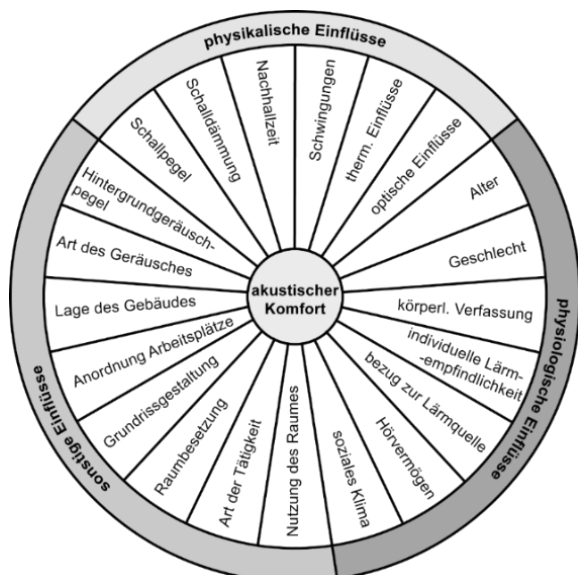 physikalische Einflüsse
Schallpegel
Schalldämmung
Nachhallzeit
Schwingungen
therm. Einflüsse
optische Einflüsse
physiologische Einflüsse
Alter
Geschlecht
körperl. Verfassung
individuelle Lärm-
-empfindlichkeit
bezug zur Lärmquelle
Hörvermögen
soziales Klima
sonstige Einflüsse
Nutzung des Raumes
Art der Tätigkeit
Raumbesetzung
Grundrissgestaltung
Anordnung Arbeitsplätze
Lage des Gebäudes
Art des Geräusches
Hintergrundgeräusch-
pegel
akustischer
Komfort